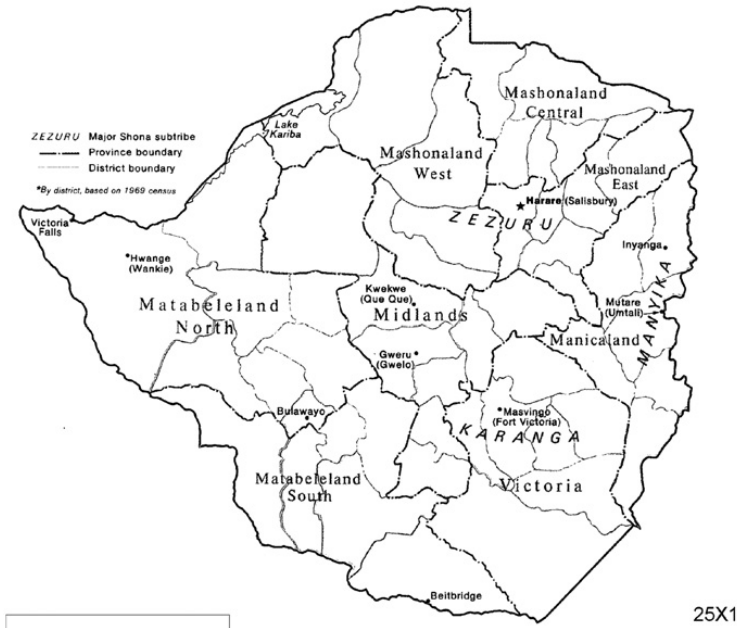 Mashonaland
Central
Lake
Kariba
ZEZURU Major Shona subtribe
Province boundary
District boundary
*By district, based on 1969 census
Mashonaland
West
Mashonaland
East
Harare (Salisbury)
ZEZURU
Victoria
Falls
Hwange
(Wankie)
Inyanga
Kwekwe
(Que Que)
Matabeleland
North
Midlands
Mutare
(Umtali)
MANYIKA
Manicaland
Gweru
(Gwelo)
Bulawayo
Masvingo
(Fort Victoria)
KARANGA
Matabeleland
South
Victoria
Beitbridge
25X1